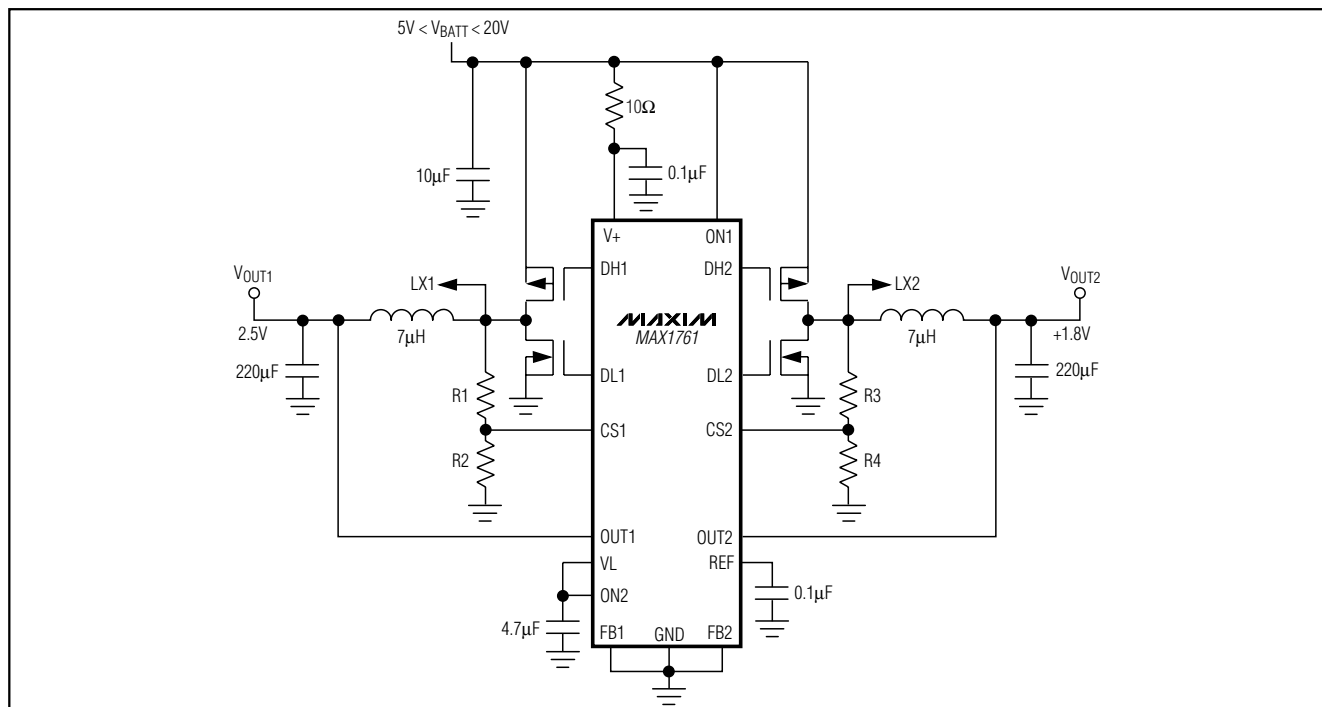 5V < VBATT < 20V
10Ω
10µF
0.1µF
V+
ON1
VOUT1
LX1
DH1
DH2
LX2
VOUT2
MAXIM
MAX1761
2.5V
7µH
7µH
+1.8V
220µF
DL1
DL2
220µF
R1
R3
CS1
CS2
R2
R4
OUT1
OUT2
VL
REF
ON2
0.1µF
4.7µF
FB1
GND
FB2